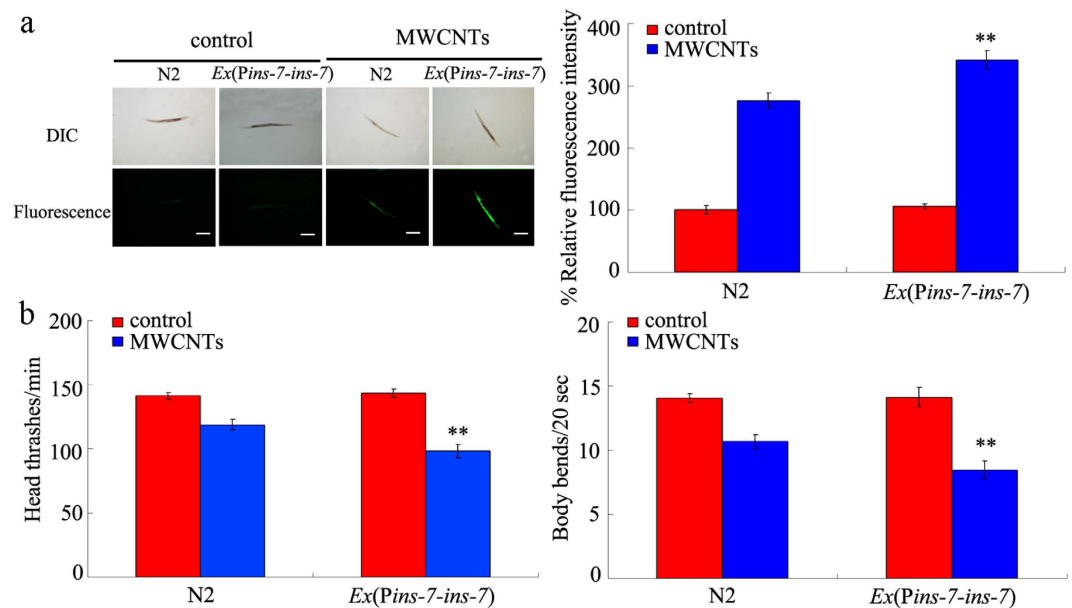 a
control
MWCNTs
N2
Ex(Pins-7-ins-7)
N2
Ex(Pins-7-ins-7)
DIC
Fluorescence
% Relative fluorescence intensity
400
300
200
100
0
control
MWCNTs
**
N2
Ex(Pins-7-ins-7)
b
Head thrashes/min
200
150
100
50
0
control
MWCNTs
**
N2
Ex(Pins-7-ins-7)
Body bends/20 sec
20
15
10
5
0
control
MWCNTs
**
N2
Ex(Pins-7-ins-7)